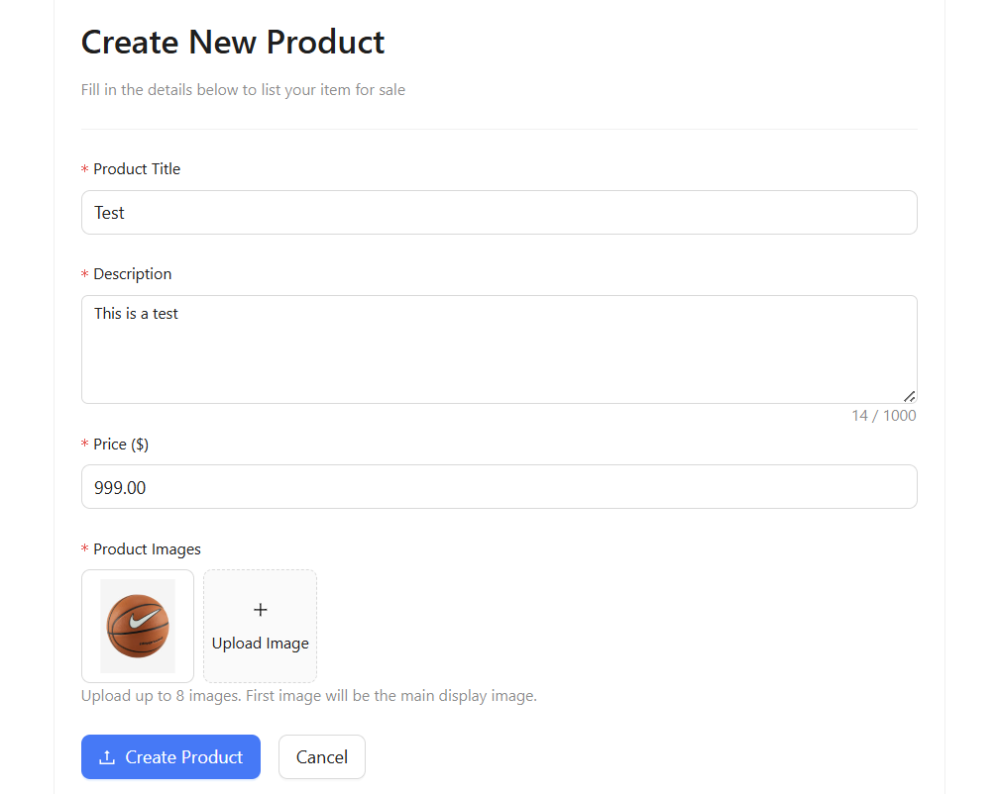 Create New Product
Fill in the details below to list your item for sale
* Product Title
Test
* Description
This is a test
14 / 1000
* Price ($)
999.00
* Product Images
+
Upload Image
Upload up to 8 images. First image will be the main display image.
Create Product
Cancel